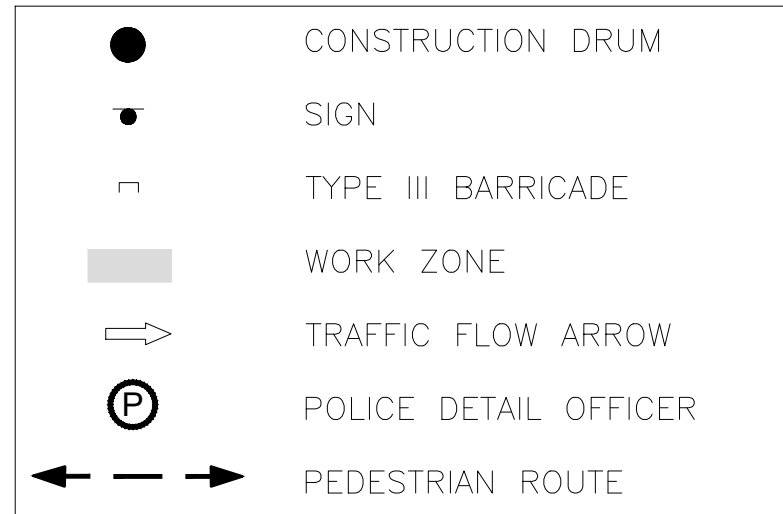 CONSTRUCTION DRUM
SIGN
TYPE III BARRICADE
WORK ZONE
TRAFFIC FLOW ARROW
P POLICE DETAIL OFFICER
PEDESTRIAN ROUTE